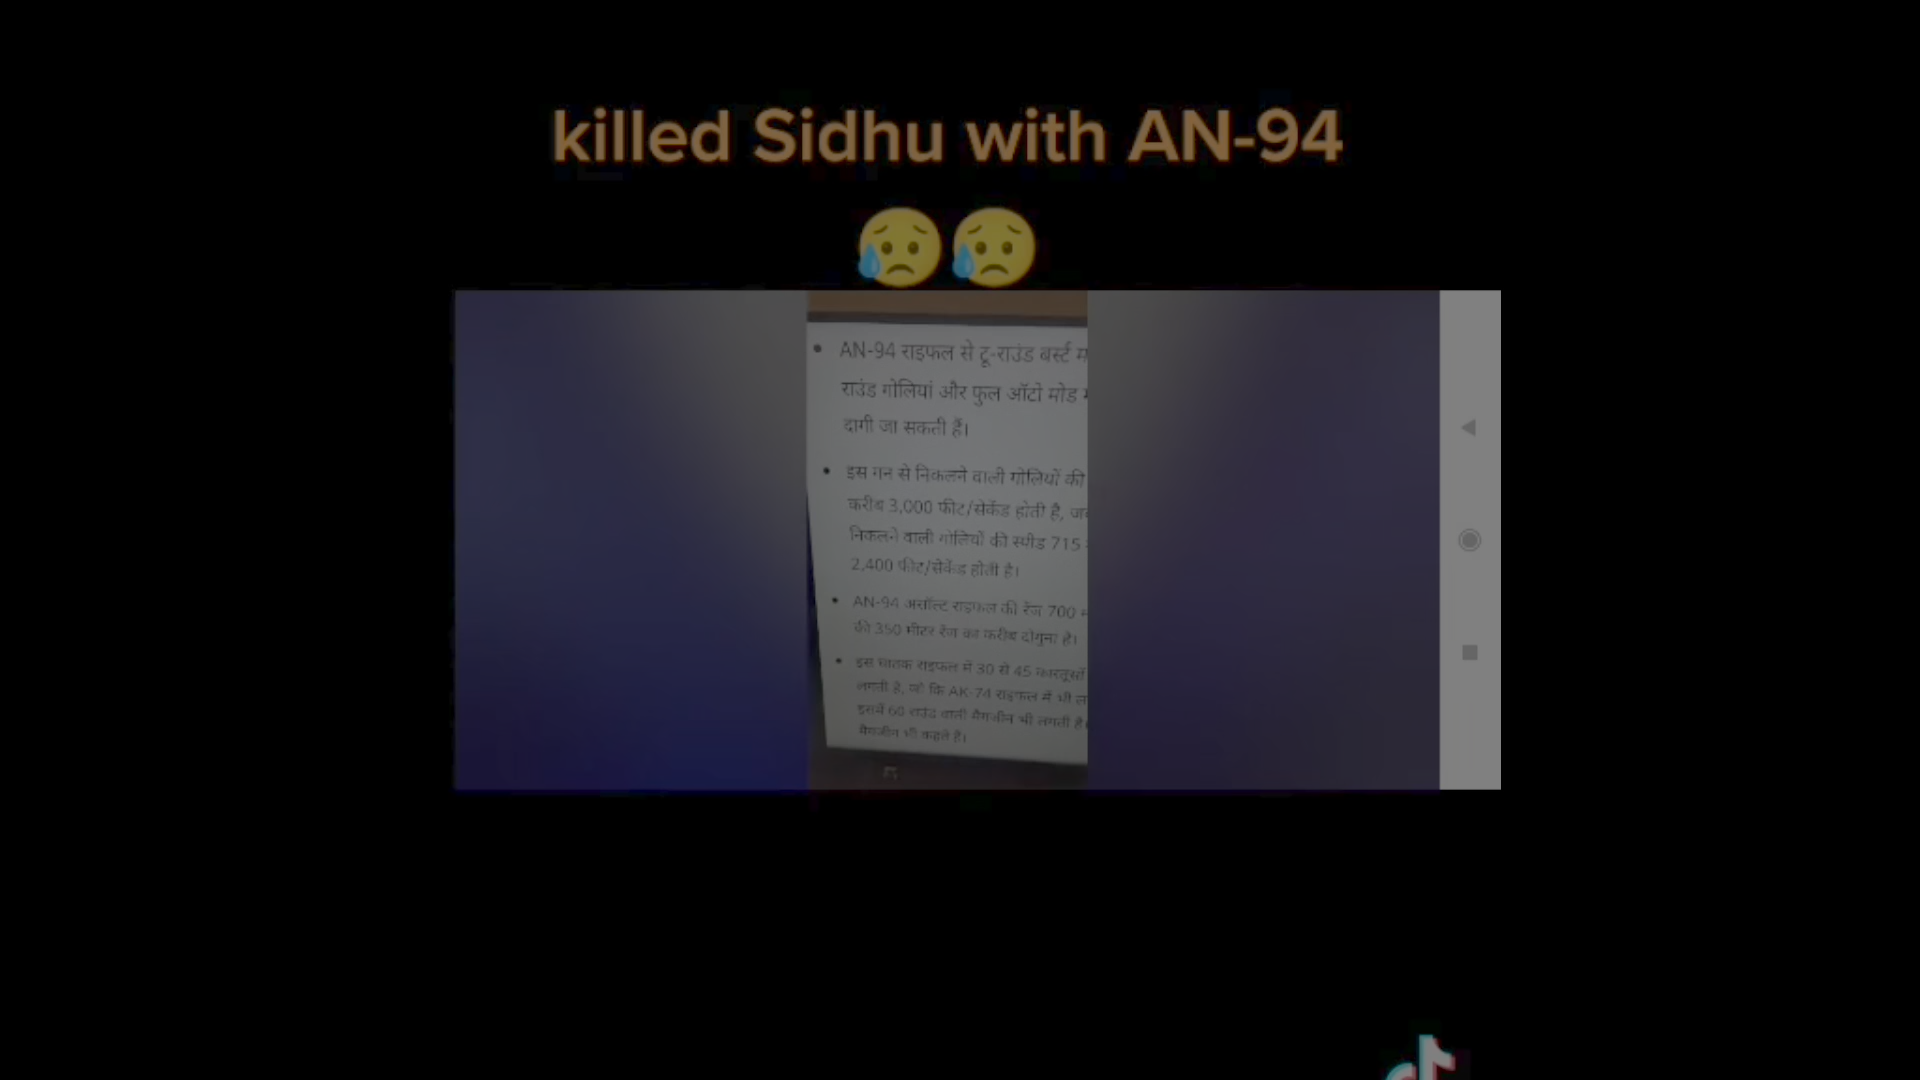 killed Sidhu with AN-94
😥😥
AN-94 राइफल से टू-राउंड बर्स्ट
राउंड गोलियां और फुल ऑटो मोड
दागी जा सकती हैं।
इस गन से निकलने वाली गोलियों की
करीब 3,000 फीट/सेकेंड होती है,
निकलने वाली गोलियों की स्पीड 715
2,400 फीट/सेकेंड होती है।
AN-94 असॉल्ट राइफल की रेंज 700
की 350 मीटर रेंज का करीब दोगुना है।
इस घातक राइफल में 30 से 45 कारतूसों
लगती है, जो कि AK-74 राइफल में भी
इसमें 60 राउंड वाली मैगजीन भी लगती है।
मैगजीन भी कहते हैं।